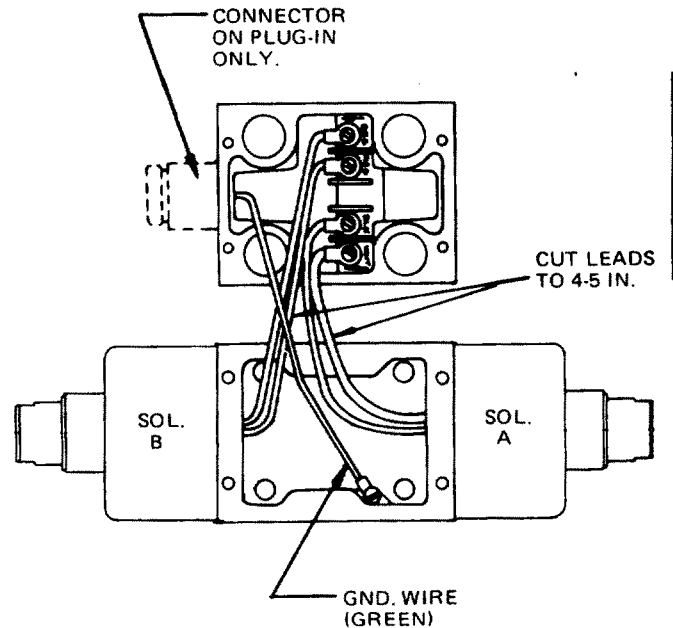 CONNECTOR
ON PLUG-IN
ONLY.
CUT LEADS
TO 4-5 IN.
SOL.
B
SOL.
A
GND. WIRE
(GREEN)